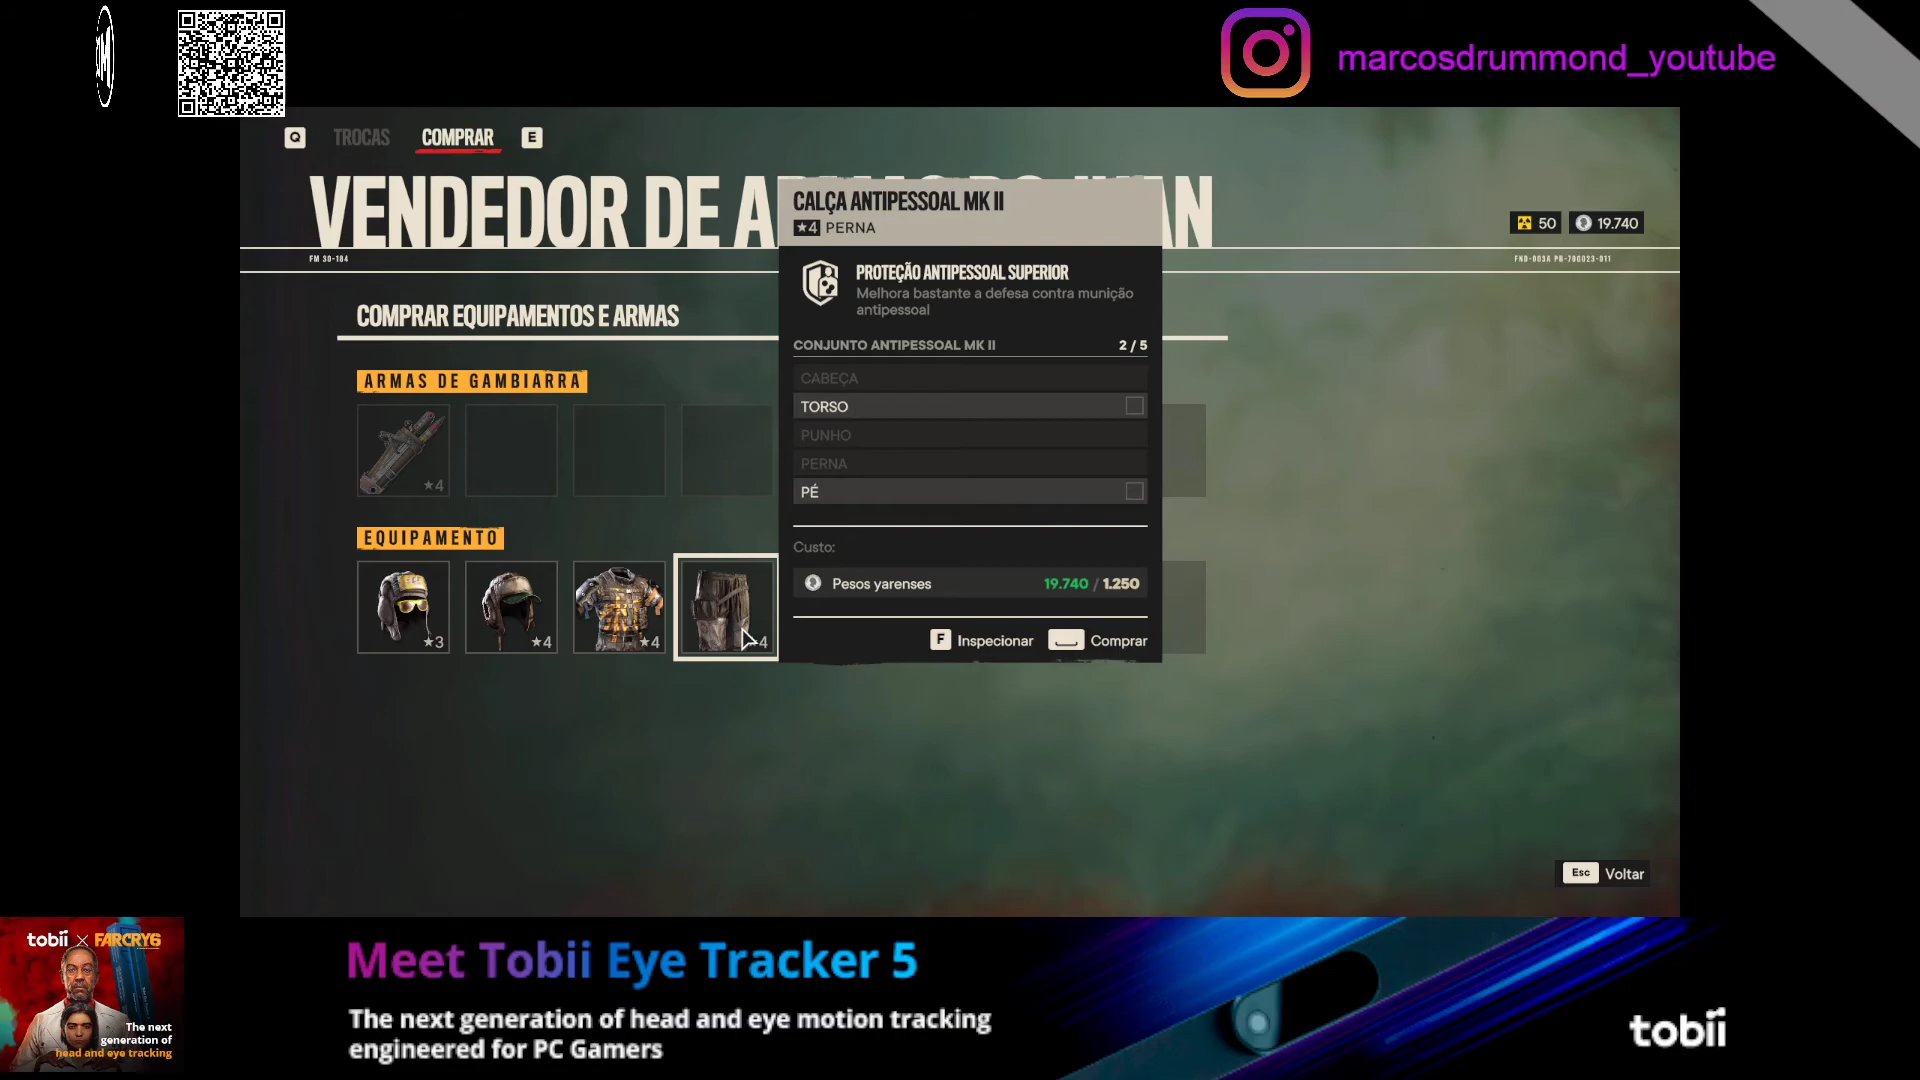 M
marcosdrummond_youtube
Q TROCAS COMPRAR E
VENDEDOR DE A
AN
50 19.740
FM 30-184
COMPRAR EQUIPAMENTOS E ARMAS
ARMAS DE GAMBIARRA
★4
EQUIPAMENTO
★3 ★4 ★4 4
CALÇA ANTIPESSOAL MK II
★4 PERNA
PROTEÇÃO ANTIPESSOAL SUPERIOR
Melhora bastante a defesa contra munição
antipessoal
CONJUNTO ANTIPESSOAL MK II 2 / 5
CABEÇA
TORSO
PUNHO
PERNA
PÉ
Custo:
Pesos yarenses 19.740 / 1.250
F Inspecionar Comprar
Esc Voltar
tobii X FARCRY6
The next
generation of
head and eye tracking
Meet Tobii Eye Tracker 5
The next generation of head and eye motion tracking
engineered for PC Gamers
tobii